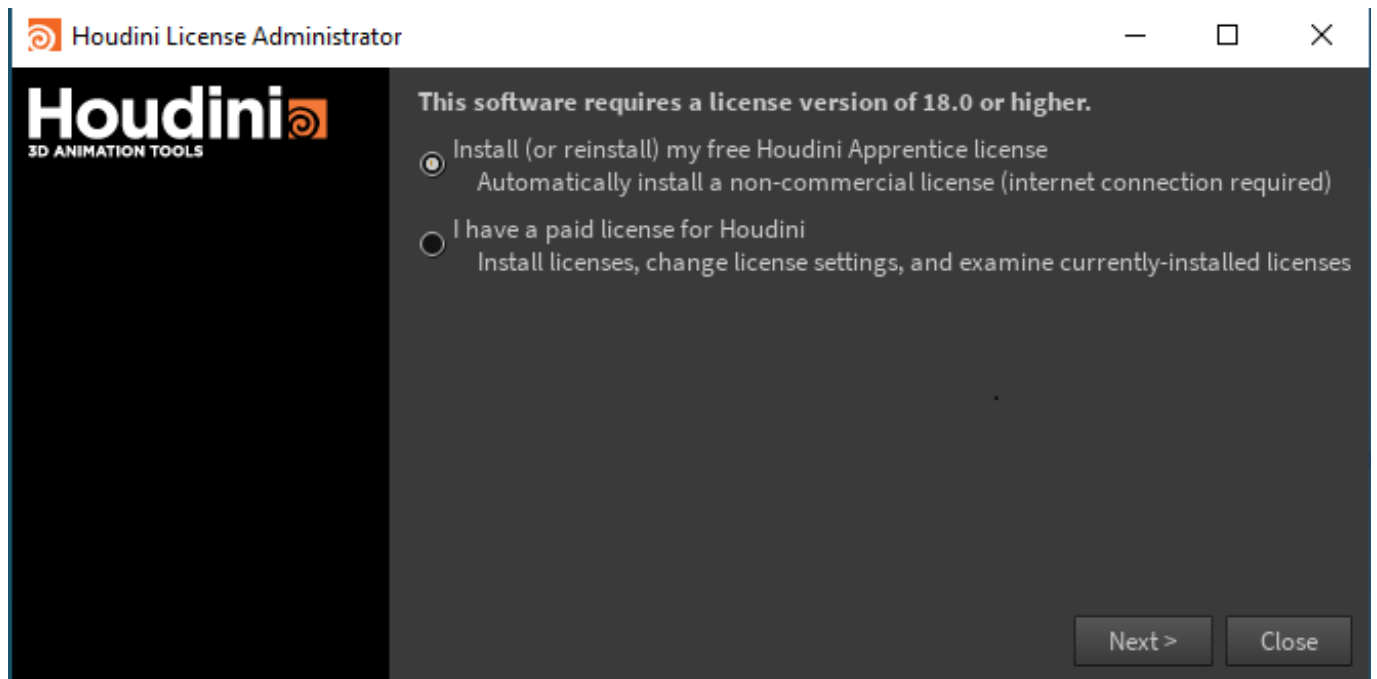 Houdini License Administrator
Houdini
3D ANIMATION TOOLS
This software requires a license version of 18.0 or higher.
Install (or reinstall) my free Houdini Apprentice license
Automatically install a non-commercial license (internet connection required)
I have a paid license for Houdini
Install licenses, change license settings, and examine currently-installed licenses
Next >
Close